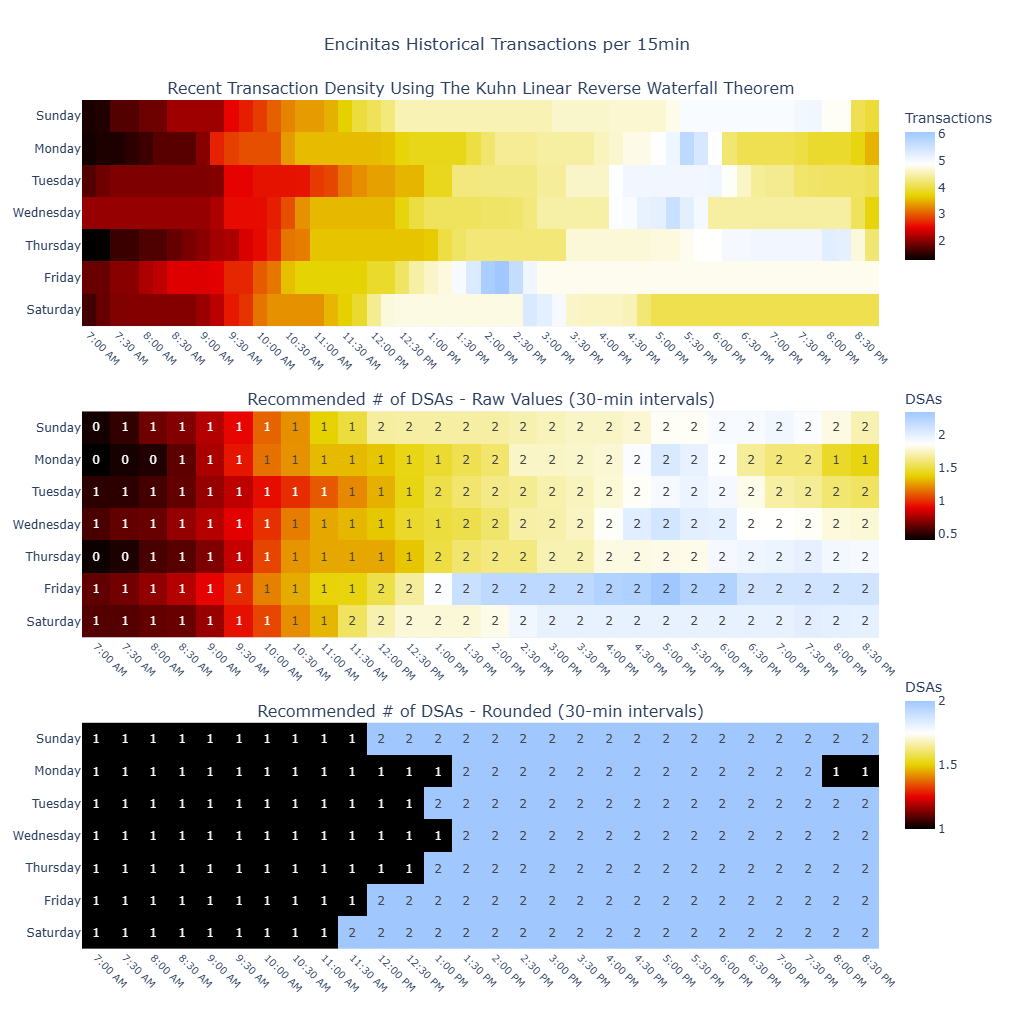 Encinitas Historical Transactions per 15min
Recent Transaction Density Using The Kuhn Linear Reverse Waterfall Theorem
Sunday
Monday
Tuesday
Wednesday
Thursday
Friday
Saturday
7:00 AM 7:30 AM 8:00 AM 8:30 AM 9:00 AM 9:30 AM 10:00 AM 10:30 AM 11:00 AM 11:30 AM 12:00 PM 12:30 PM 1:00 PM 1:30 PM 2:00 PM 2:30 PM 3:00 PM 3:30 PM 4:00 PM 4:30 PM 5:00 PM 5:30 PM 6:00 PM 6:30 PM 7:00 PM 7:30 PM 8:00 PM 8:30 PM
Transactions
6
5
4
3
2
Recommended # of DSAs - Raw Values (30-min intervals)
Sunday 0 1 1 1 1 1 1 1 1 1 2 2 2 2 2 2 2 2 2 2 2 2 2 2 2 2 2 2
Monday 0 0 0 1 1 1 1 1 1 1 1 1 1 2 2 2 2 2 2 2 2 2 2 2 2 2 1 1
Tuesday 1 1 1 1 1 1 1 1 1 1 1 1 2 2 2 2 2 2 2 2 2 2 2 2 2 2 2 2
Wednesday 1 1 1 1 1 1 1 1 1 1 1 1 1 2 2 2 2 2 2 2 2 2 2 2 2 2 2 2
Thursday 0 0 1 1 1 1 1 1 1 1 1 1 2 2 2 2 2 2 2 2 2 2 2 2 2 2 2 2
Friday 1 1 1 1 1 1 1 1 1 1 2 2 2 2 2 2 2 2 2 2 2 2 2 2 2 2 2 2
Saturday 1 1 1 1 1 1 1 1 1 2 2 2 2 2 2 2 2 2 2 2 2 2 2 2 2 2 2 2
7:00 AM 7:30 AM 8:00 AM 8:30 AM 9:00 AM 9:30 AM 10:00 AM 10:30 AM 11:00 AM 11:30 AM 12:00 PM 12:30 PM 1:00 PM 1:30 PM 2:00 PM 2:30 PM 3:00 PM 3:30 PM 4:00 PM 4:30 PM 5:00 PM 5:30 PM 6:00 PM 6:30 PM 7:00 PM 7:30 PM 8:00 PM 8:30 PM
DSAs
2
1.5
1
0.5
Recommended # of DSAs - Rounded (30-min intervals)
Sunday 1 1 1 1 1 1 1 1 1 1 2 2 2 2 2 2 2 2 2 2 2 2 2 2 2 2 2 2
Monday 1 1 1 1 1 1 1 1 1 1 1 1 1 2 2 2 2 2 2 2 2 2 2 2 2 2 1 1
Tuesday 1 1 1 1 1 1 1 1 1 1 1 1 2 2 2 2 2 2 2 2 2 2 2 2 2 2 2 2
Wednesday 1 1 1 1 1 1 1 1 1 1 1 1 1 2 2 2 2 2 2 2 2 2 2 2 2 2 2 2
Thursday 1 1 1 1 1 1 1 1 1 1 1 1 2 2 2 2 2 2 2 2 2 2 2 2 2 2 2 2
Friday 1 1 1 1 1 1 1 1 1 1 2 2 2 2 2 2 2 2 2 2 2 2 2 2 2 2 2 2
Saturday 1 1 1 1 1 1 1 1 1 2 2 2 2 2 2 2 2 2 2 2 2 2 2 2 2 2 2 2
7:00 AM 7:30 AM 8:00 AM 8:30 AM 9:00 AM 9:30 AM 10:00 AM 10:30 AM 11:00 AM 11:30 AM 12:00 PM 12:30 PM 1:00 PM 1:30 PM 2:00 PM 2:30 PM 3:00 PM 3:30 PM 4:00 PM 4:30 PM 5:00 PM 5:30 PM 6:00 PM 6:30 PM 7:00 PM 7:30 PM 8:00 PM 8:30 PM
DSAs
2
1.5
1